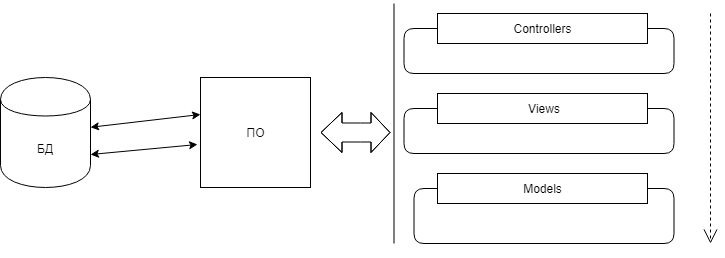 Controllers
БД
ПО
Views
Models